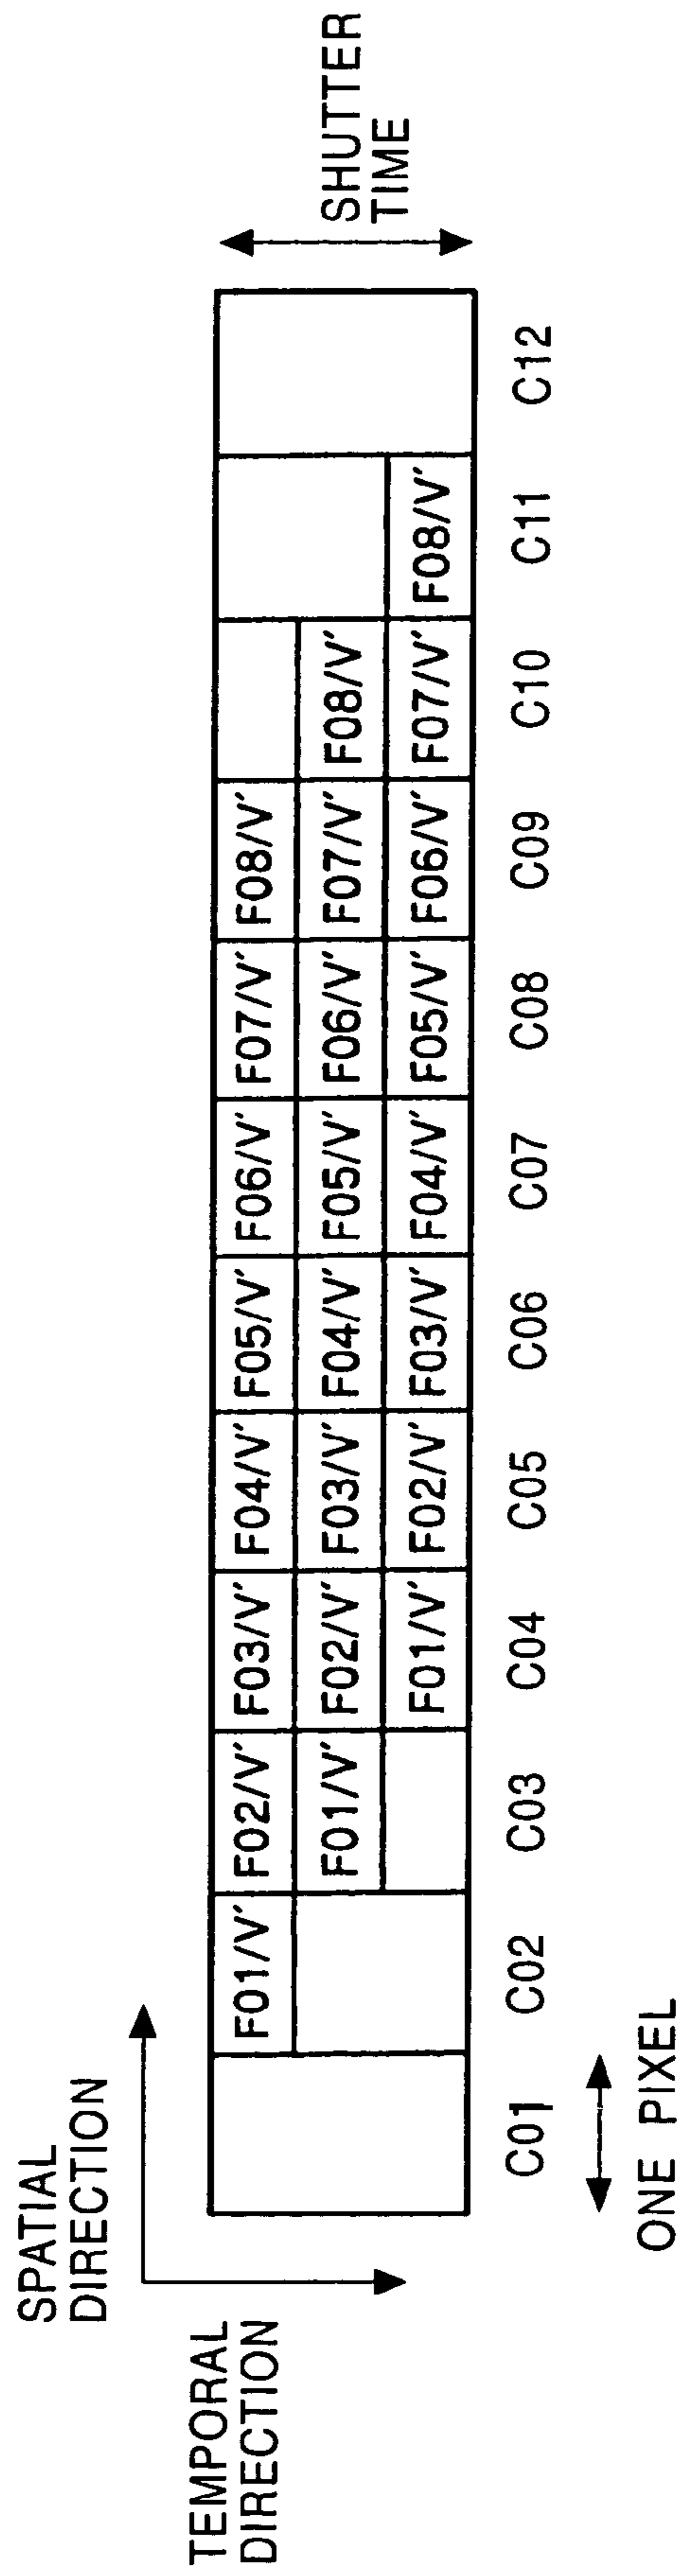 SPATIAL
DIRECTION
TEMPORAL
DIRECTION
SHUTTER
TIME
F01/V' F02/V' F03/V' F04/V' F05/V' F06/V' F07/V' F08/V'
F01/V' F02/V' F03/V' F04/V' F05/V' F06/V' F07/V' F08/V'
F01/V' F02/V' F03/V' F04/V' F05/V' F06/V' F07/V' F08/V'
C01 C02 C03 C04 C05 C06 C07 C08 C09 C10 C11 C12
ONE PIXEL